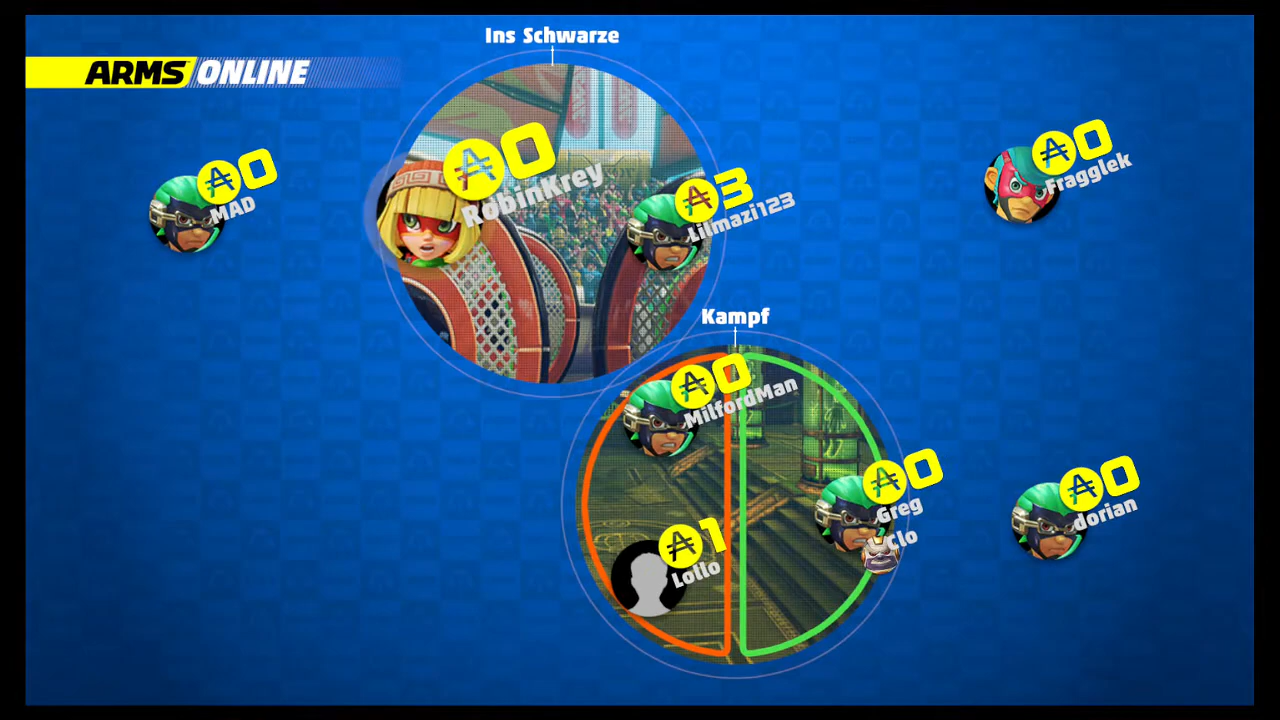 Ins Schwarze
ARMS ONLINE
0
MAD
0
RobinKrey
3
Lilmazi123
0
Fragglek
Kampf
0
MilfordMan
0
Greg
Clo
1
Lollo
0
dorian